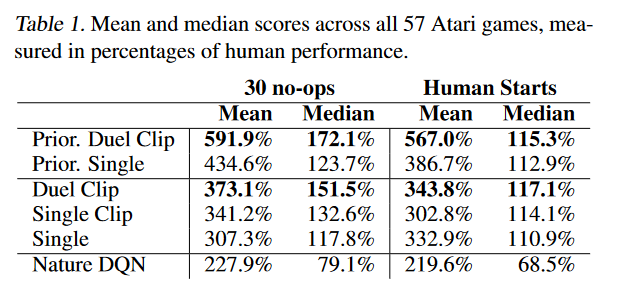 Table 1. Mean and median scores across all 57 Atari games, mea-
sured in percentages of human performance.
30 no-ops Human Starts
Mean Median Mean Median
Prior. Duel Clip 591.9% 172.1% 567.0% 115.3%
Prior. Single 434.6% 123.7% 386.7% 112.9%
Duel Clip 373.1% 151.5% 343.8% 117.1%
Single Clip 341.2% 132.6% 302.8% 114.1%
Single 307.3% 117.8% 332.9% 110.9%
Nature DQN 227.9% 79.1% 219.6% 68.5%